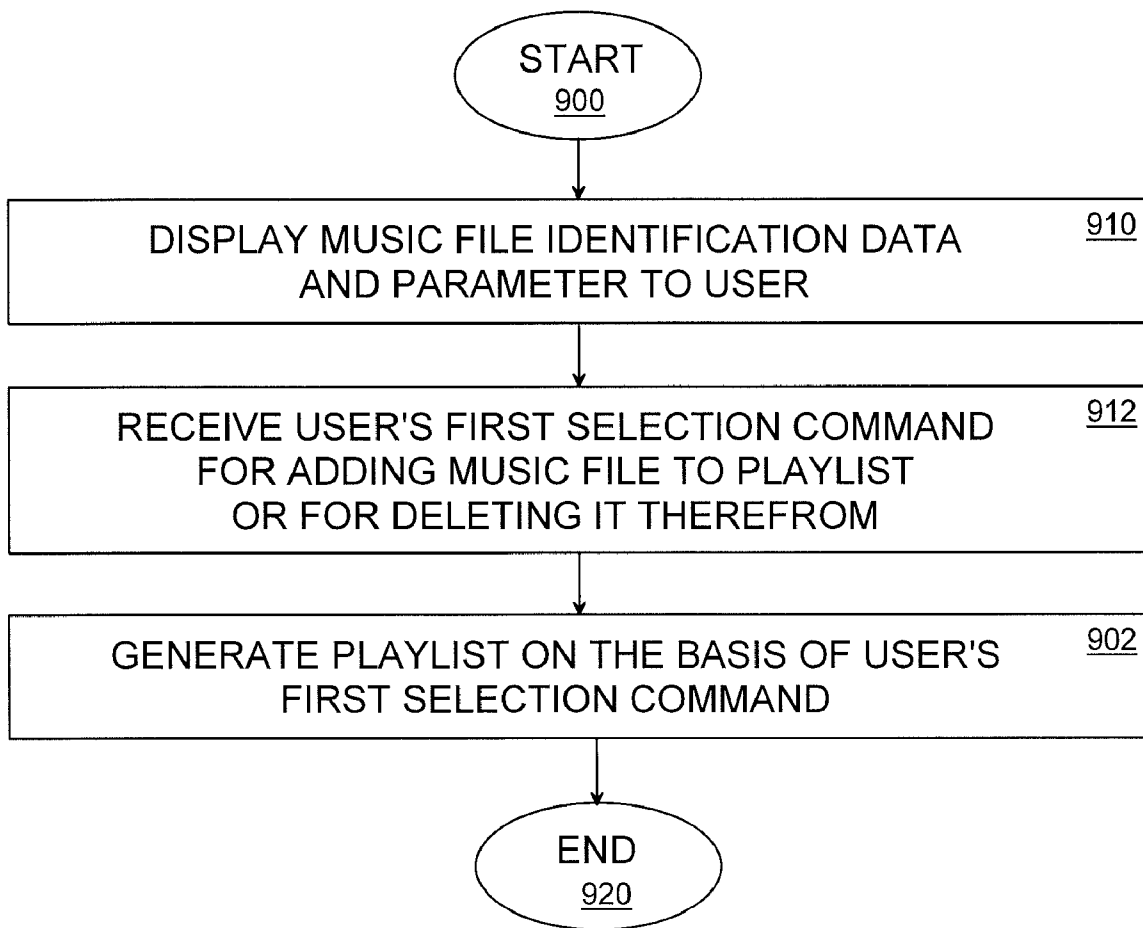 START
900
DISPLAY MUSIC FILE IDENTIFICATION DATA
AND PARAMETER TO USER
910
RECEIVE USER'S FIRST SELECTION COMMAND
FOR ADDING MUSIC FILE TO PLAYLIST
OR FOR DELETING IT THEREFROM
912
GENERATE PLAYLIST ON THE BASIS OF USER'S
FIRST SELECTION COMMAND
902
END
920